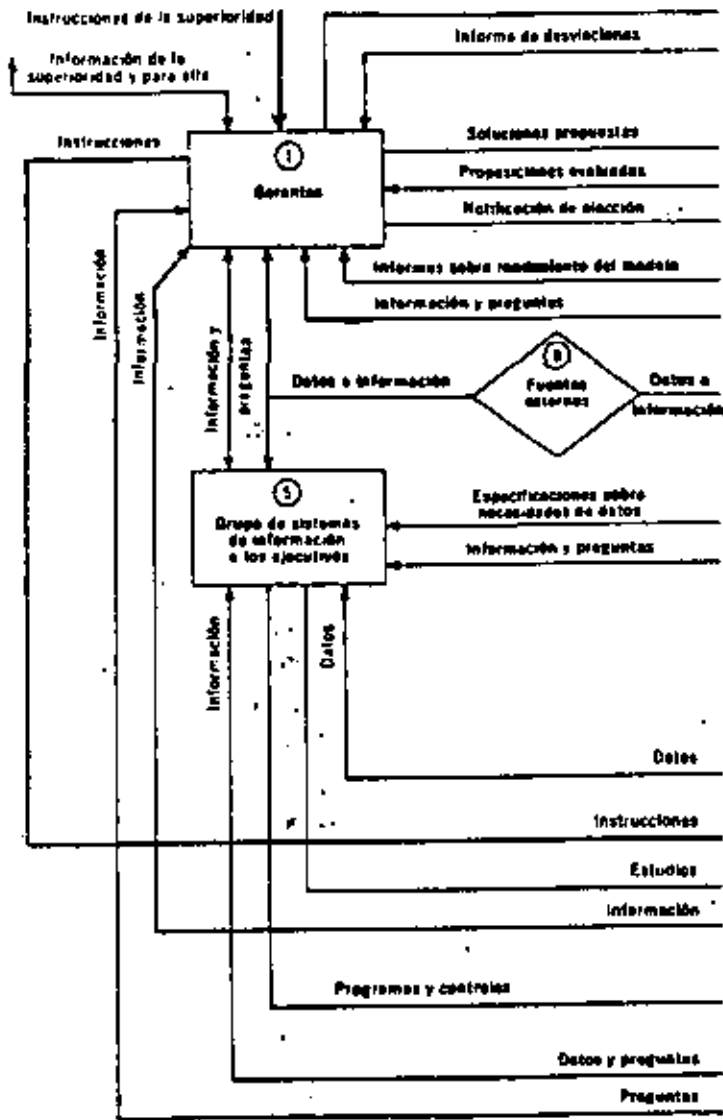 Instrucciones de la superioridad
Informe de desviaciones
Información de la
superioridad y para ella
Instrucciones
1
Gerentes
Soluciones propuestas
Proposiciones evaluadas
Notificación de elección
Informes sobre rendimiento del modelo
Información y preguntas
Información
Información
Información y
preguntas
Datos e información
8
Fuentes
externas
Datos e
información
5
Grupo de sistemas
de información
a los ejecutivos
Especificaciones sobre
necesidades de datos
Información y preguntas
Información
Datos
Datos
Instrucciones
Estudios
Información
Programas y controles
Datos y preguntas
Preguntas